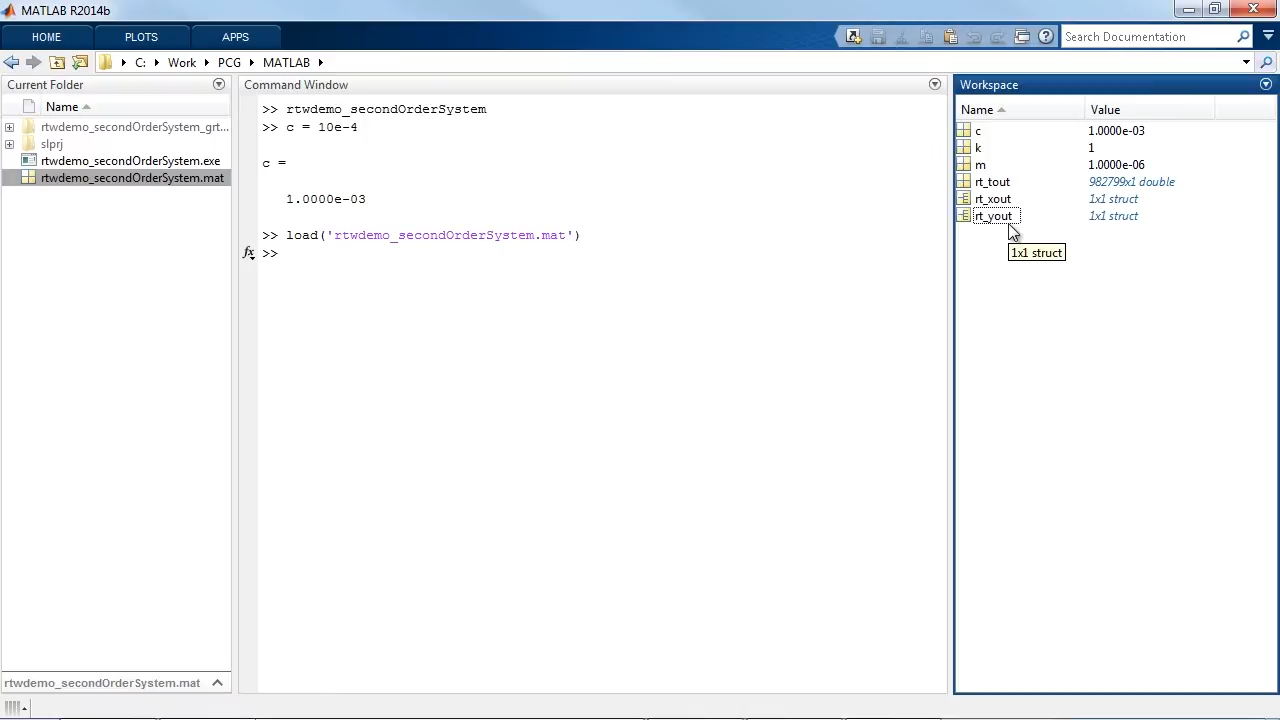 MATLAB R2014b
HOME
PLOTS
APPS
Search Documentation
C: Work PCG MATLAB
Current Folder
Name
rtwdemo_secondOrderSystem_grt...
slprj
rtwdemo_secondOrderSystem.exe
rtwdemo_secondOrderSystem.mat
rtwdemo_secondOrderSystem.mat
Command Window
>> rtwdemo_secondOrderSystem
>> c = 10e-4
c =
1.0000e-03
>> load('rtwdemo_secondOrderSystem.mat')
fx >>
Workspace
Name Value
c 1.0000e-03
k 1
m 1.0000e-06
rt_tout 982799x1 double
rt_xout 1x1 struct
rt_yout 1x1 struct
1x1 struct